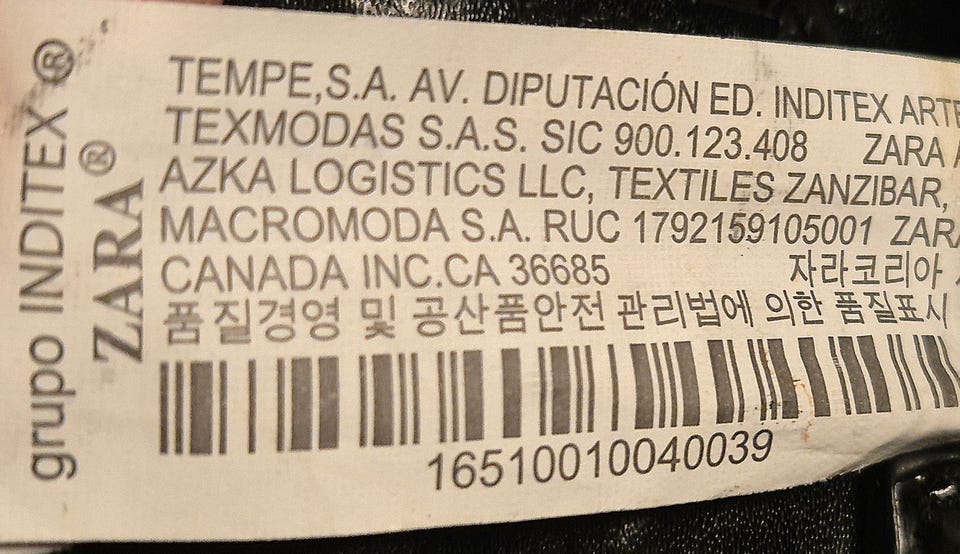 grupo INDITEX ®
ZARA ®
TEMPE,S.A. AV. DIPUTACIÓN ED. INDITEX
TEXMODAS S.A.S. SIC 900.123.408 ZARA
AZKA LOGISTICS LLC, TEXTILES ZANZIBAR,
MACROMODA S.A. RUC 1792159105001 ZARA
CANADA INC.CA 36685 자라코리아
품질경영 및 공산품안전 관리법에 의한 품질표시
16510010040039